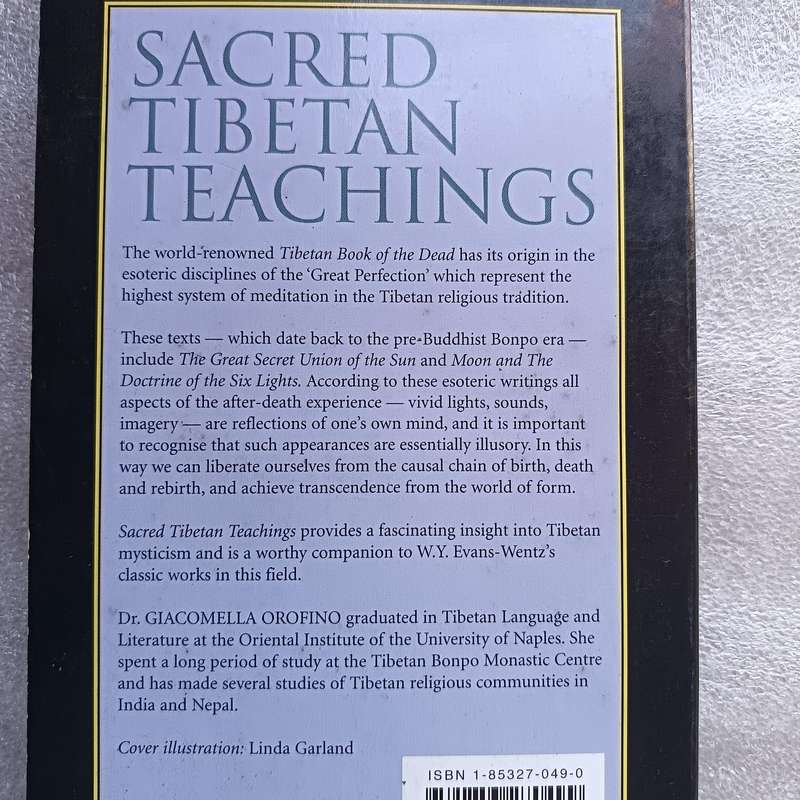 SACRED
TIBETAN
TEACHINGS
The world-renowned Tibetan Book of the Dead has its origin in the
esoteric disciplines of the ‘Great Perfection’ which represent the
highest system of meditation in the Tibetan religious tradition.
These texts — which date back to the pre-Buddhist Bonpo era —
include The Great Secret Union of the Sun and Moon and The
Doctrine of the Six Lights. According to these esoteric writings all
aspects of the after-death experience — vivid lights, sounds,
imagery — are reflections of one’s own mind, and it is important
to recognise that such appearances are essentially illusory. In this
way we can liberate ourselves from the causal chain of birth, death
and rebirth, and achieve transcendence from the world of form.
Sacred Tibetan Teachings provides a fascinating insight into Tibetan
mysticism and is a worthy companion to W.Y. Evans-Wentz’s
classic works in this field.
Dr. GIACOMELLA OROFINO graduated in Tibetan Language and
Literature at the Oriental Institute of the University of Naples. She
spent a long period of study at the Tibetan Bonpo Monastic Centre
and has made several studies of Tibetan religious communities in
India and Nepal.
Cover illustration: Linda Garland
ISBN 1-85327-049-0